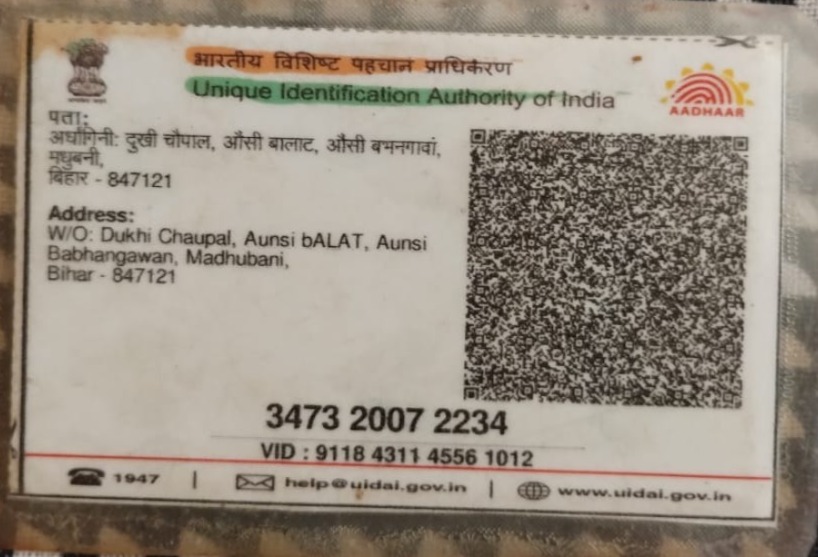 भारतीय विशिष्ट पहचान प्राधिकरण
Unique Identification Authority of India
AADHAAR
पता:
अर्धांगिनी: दुखी चौपाल, औसी बालाट, औसी बभनगावां,
मधुबनी,
बिहार - 847121
Address:
W/O: Dukhi Chaupal, Aunsi bALAT, Aunsi
Babhangawan, Madhubani,
Bihar - 847121
3473 2007 2234
VID : 9118 4311 4556 1012
1947 | help@uidai.gov.in | www.uidai.gov.in